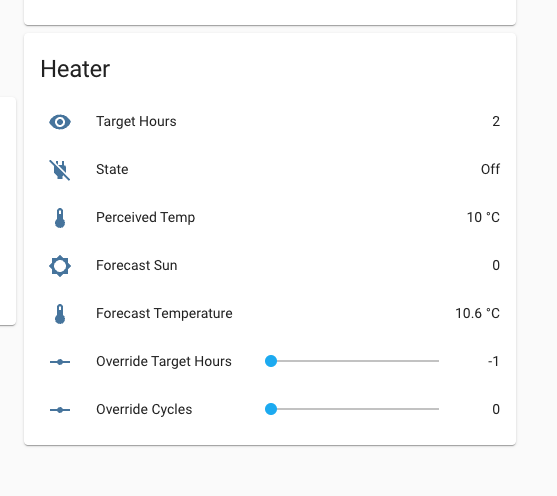 Heater
Target Hours 2
State Off
Perceived Temp 10 °C
Forecast Sun 0
Forecast Temperature 10.6 °C
Override Target Hours -1
Override Cycles 0